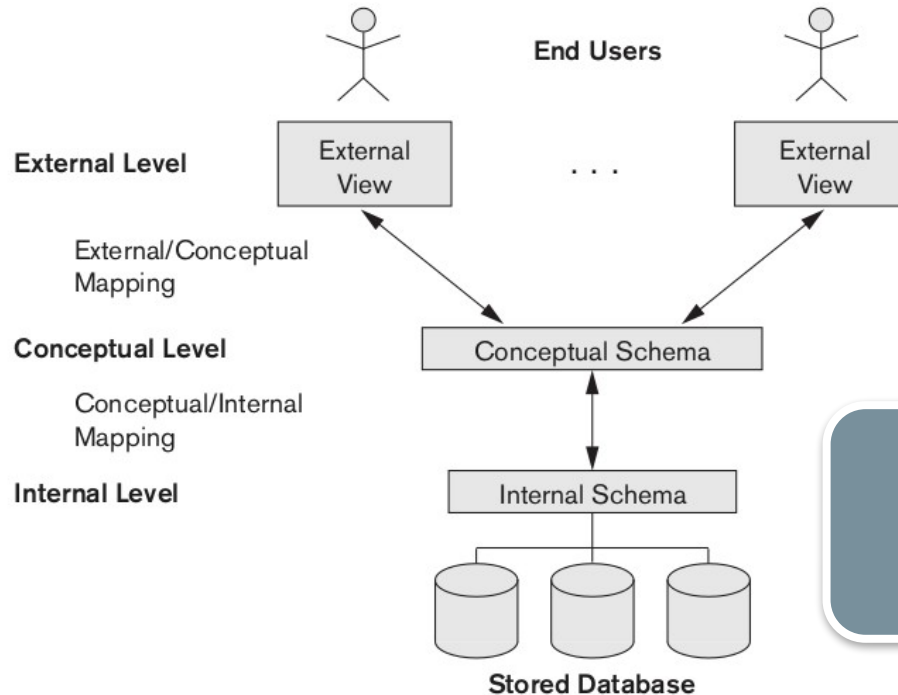 End Users
External Level
External
View
. . .
External
View
External/Conceptual
Mapping
Conceptual Level
Conceptual Schema
Conceptual/Internal
Mapping
Internal Level
Internal Schema
Stored Database